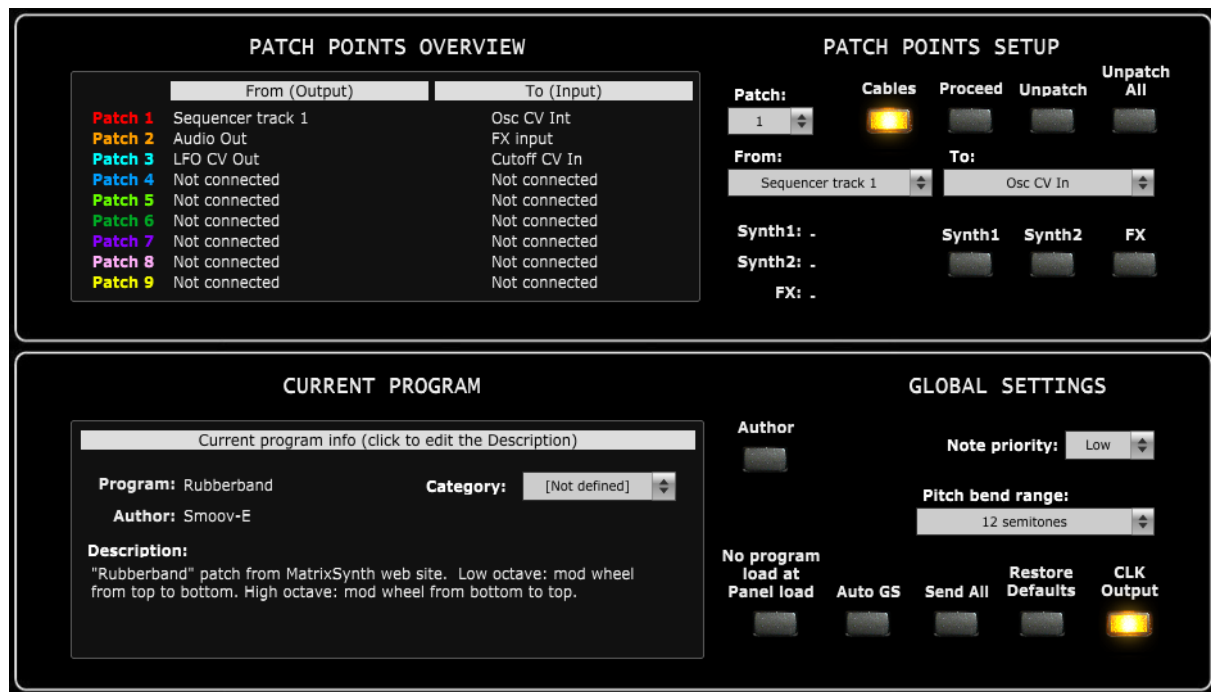 PATCH POINTS OVERVIEW
From (Output) To (Input)
Patch 1 Sequencer track 1 Osc CV Int
Patch 2 Audio Out FX input
Patch 3 LFO CV Out Cutoff CV In
Patch 4 Not connected Not connected
Patch 5 Not connected Not connected
Patch 6 Not connected Not connected
Patch 7 Not connected Not connected
Patch 8 Not connected Not connected
Patch 9 Not connected Not connected
PATCH POINTS SETUP
Patch: Cables Proceed Unpatch Unpatch
All
1
From: To:
Sequencer track 1 Osc CV In
Synth1: -
Synth2: -
FX: -
Synth1 Synth2 FX
CURRENT PROGRAM
Current program info (click to edit the Description)
Program: Rubberband Category: [Not defined]
Author: Smoov-E
Description:
"Rubberband" patch from MatrixSynth web site. Low octave: mod wheel
from top to bottom. High octave: mod wheel from bottom to top.
GLOBAL SETTINGS
Author
Note priority: Low
Pitch bend range:
12 semitones
No program
load at
Panel load
Auto GS
Send All
Restore
Defaults
CLK
Output